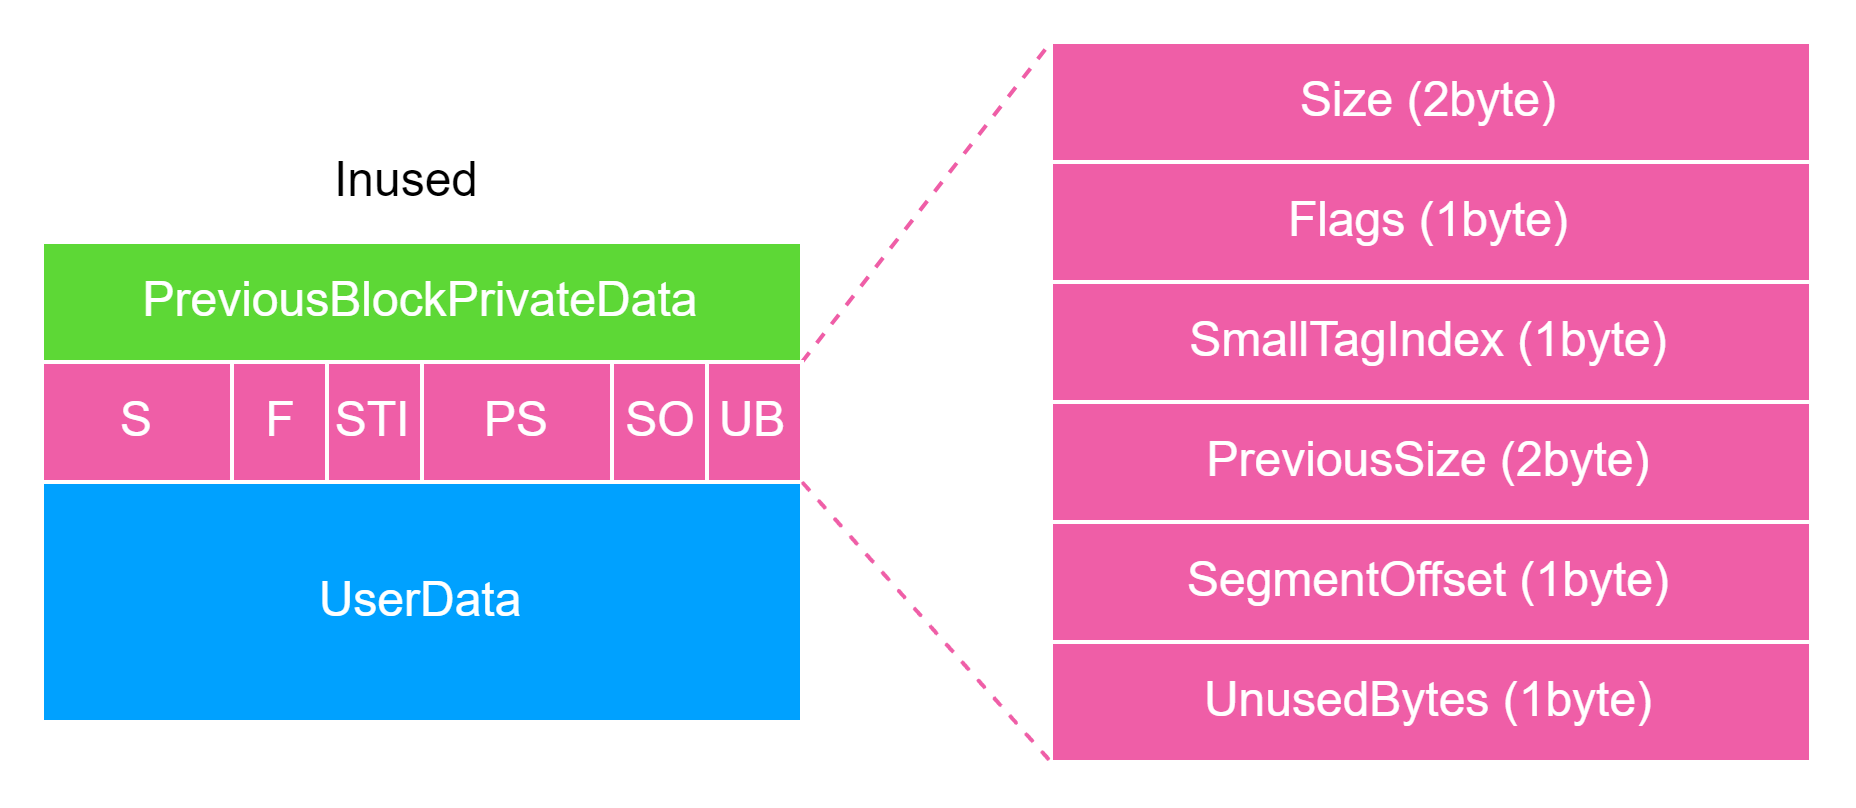 Inused
PreviousBlockPrivateData
S F STI PS SO UB
UserData
Size (2byte)
Flags (1byte)
SmallTagIndex (1byte)
PreviousSize (2byte)
SegmentOffset (1byte)
UnusedBytes (1byte)